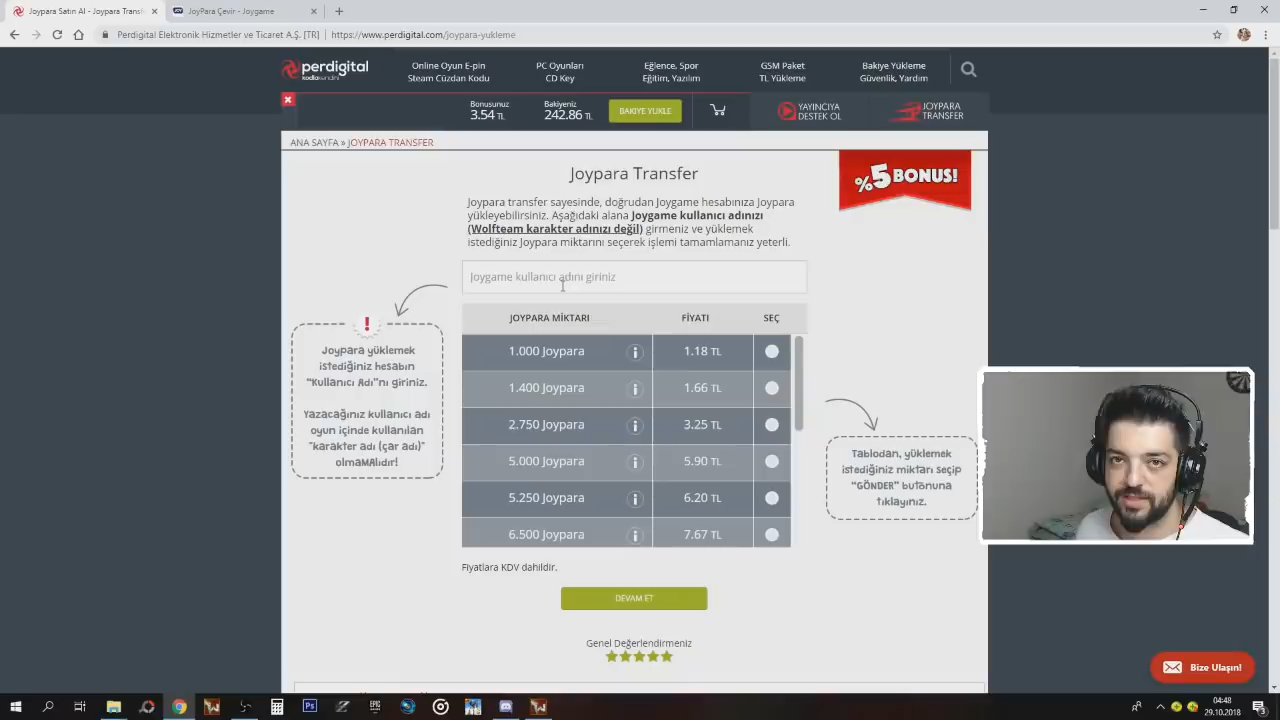 Joypara Satın Al - Joygame
JoyPara Çevir - Joygame
Perdigital Elektronik Hizmetler ve Ticaret A.Ş. [TR]
https://www.perdigital.com/joypara-yukleme
perdigital
kodla kendini
Online Oyun E-pin
Steam Cüzdan Kodu
PC Oyunları
CD Key
Eğlence, Spor
Eğitim, Yazılım
GSM Paket
TL Yükleme
Bakiye Yükleme
Güvenlik, Yardım
Bonusunuz
3.54 TL
Bakiyeniz
242.86 TL
BAKİYE YÜKLE
YAYINCIYA
DESTEK OL
JOYPARA
TRANSFER
ANA SAYFA » JOYPARA TRANSFER
Joypara Transfer
%5 BONUS!
Joypara transfer sayesinde, doğrudan Joygame hesabınıza Joypara
yükleyebilirsiniz. Aşağıdaki alana Joygame kullanıcı adınızı
(Wolfteam karakter adınızı değil) girmeniz ve yüklemek
istediğiniz Joypara miktarını seçerek işlemi tamamlamanız yeterli.
Joygame kullanıcı adını giriniz
!
Joypara yüklemek
istediğiniz hesabın
"Kullanıcı Adı"nı giriniz.
Yazacağınız kullanıcı adı
oyun içinde kullanılan
"karakter adı (çar adı)"
olmaMAlıdır!
JOYPARA MİKTARI FİYATI SEÇ
1.000 Joypara i 1.18 TL
1.400 Joypara i 1.66 TL
2.750 Joypara i 3.25 TL
5.000 Joypara i 5.90 TL
5.250 Joypara i 6.20 TL
6.500 Joypara i 7.67 TL
Tablodan, yüklemek
istediğiniz miktarı seçip
"GÖNDER" butonuna
tıklayınız.
Fiyatlara KDV dahildir.
DEVAM ET
Genel Değerlendirmeniz
Bize Ulaşın!
EPIC
Ps
04:48
29.10.2018